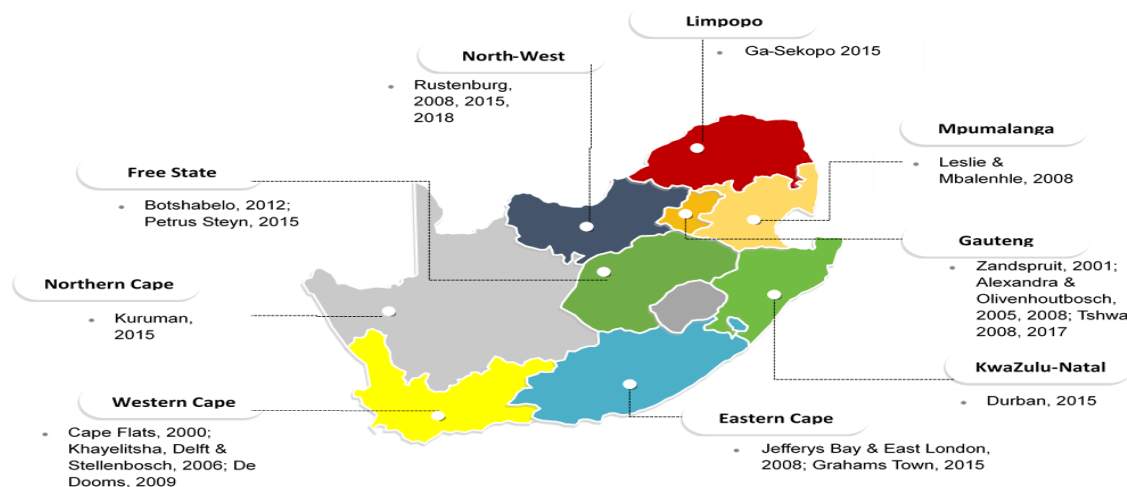 Limpopo
Ga-Sekopo 2015
North-West
Rustenburg,
2008, 2015,
2018
Mpumalanga
Leslie &
Mbalenhle, 2008
Free State
Botshabelo, 2012;
Petrus Steyn, 2015
Gauteng
Zandspruit, 2001;
Alexandra &
Olivenhoutbosch,
2005, 2008; Tshwa
2008, 2017
Northern Cape
Kuruman,
2015
KwaZulu-Natal
Durban, 2015
Western Cape
Cape Flats, 2000;
Khayelitsha, Delft &
Stellenbosch, 2006; De
Dooms, 2009
Eastern Cape
Jefferys Bay & East London,
2008; Grahams Town, 2015